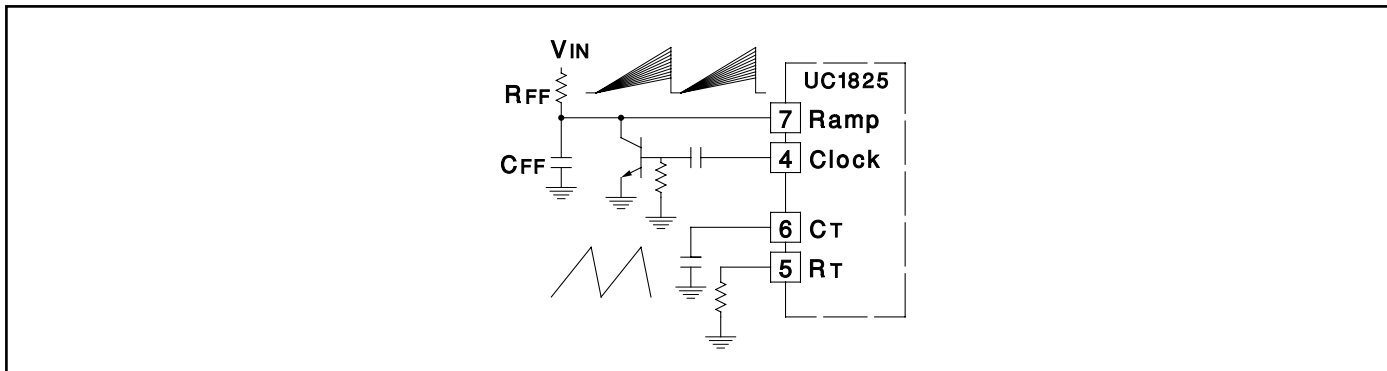 VIN
UC1825
RFF
7 Ramp
4 Clock
CFF
6 CT
5 RT